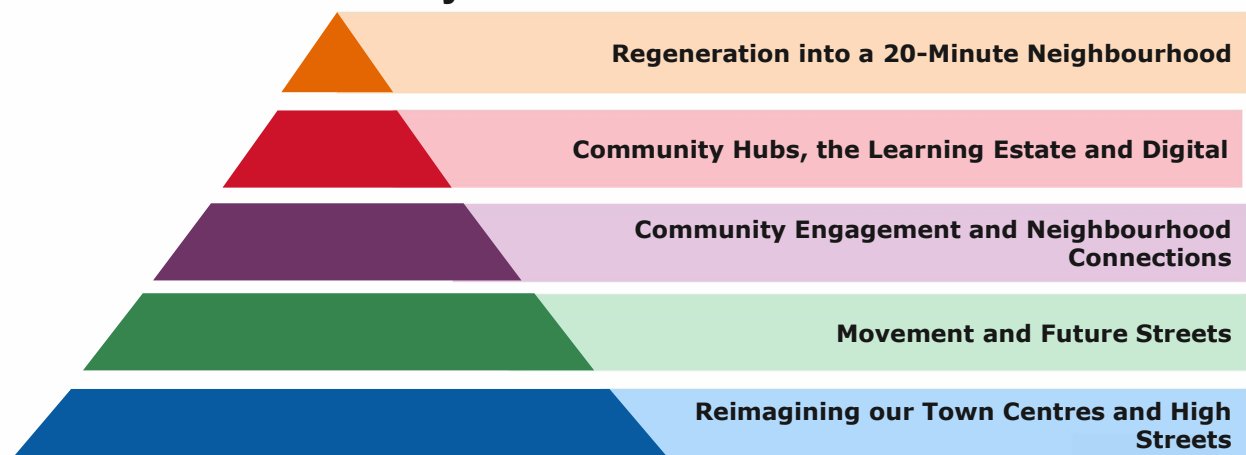 Regeneration into a 20-Minute Neighbourhood
Community Hubs, the Learning Estate and Digital
Community Engagement and Neighbourhood
Connections
Movement and Future Streets
Reimagining our Town Centres and High
Streets